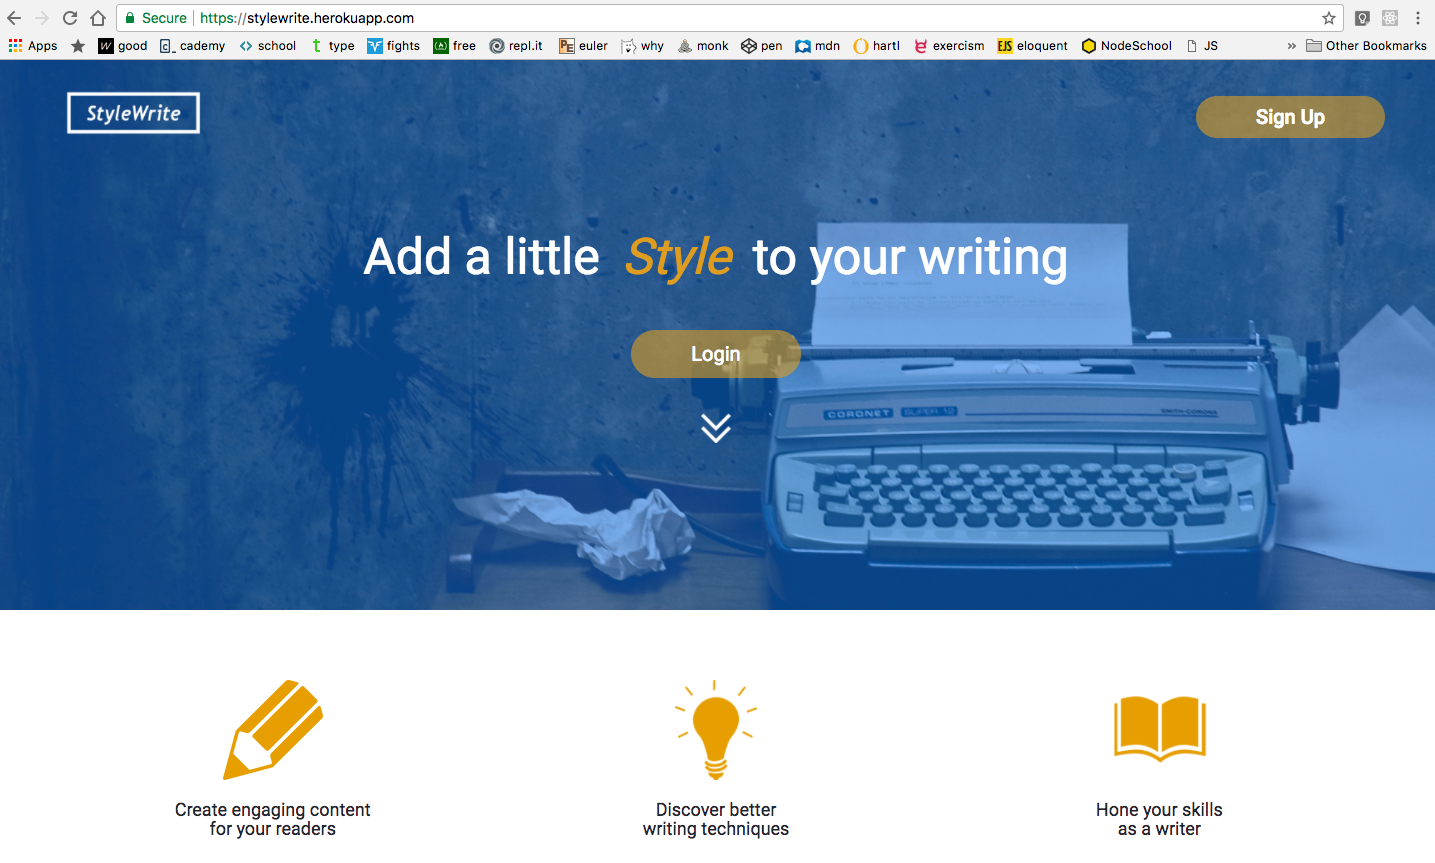 Secure https://stylewrite.herokuapp.com
Apps good cademy school type fights free repl.it euler why monk pen mdn hartl exercism eloquent NodeSchool JS » Other Bookmarks
StyleWrite
Sign Up
Add a little Style to your writing
Login
CORONET SUPER 12 SMITH-CORONA
Create engaging content
for your readers
Discover better
writing techniques
Hone your skills
as a writer